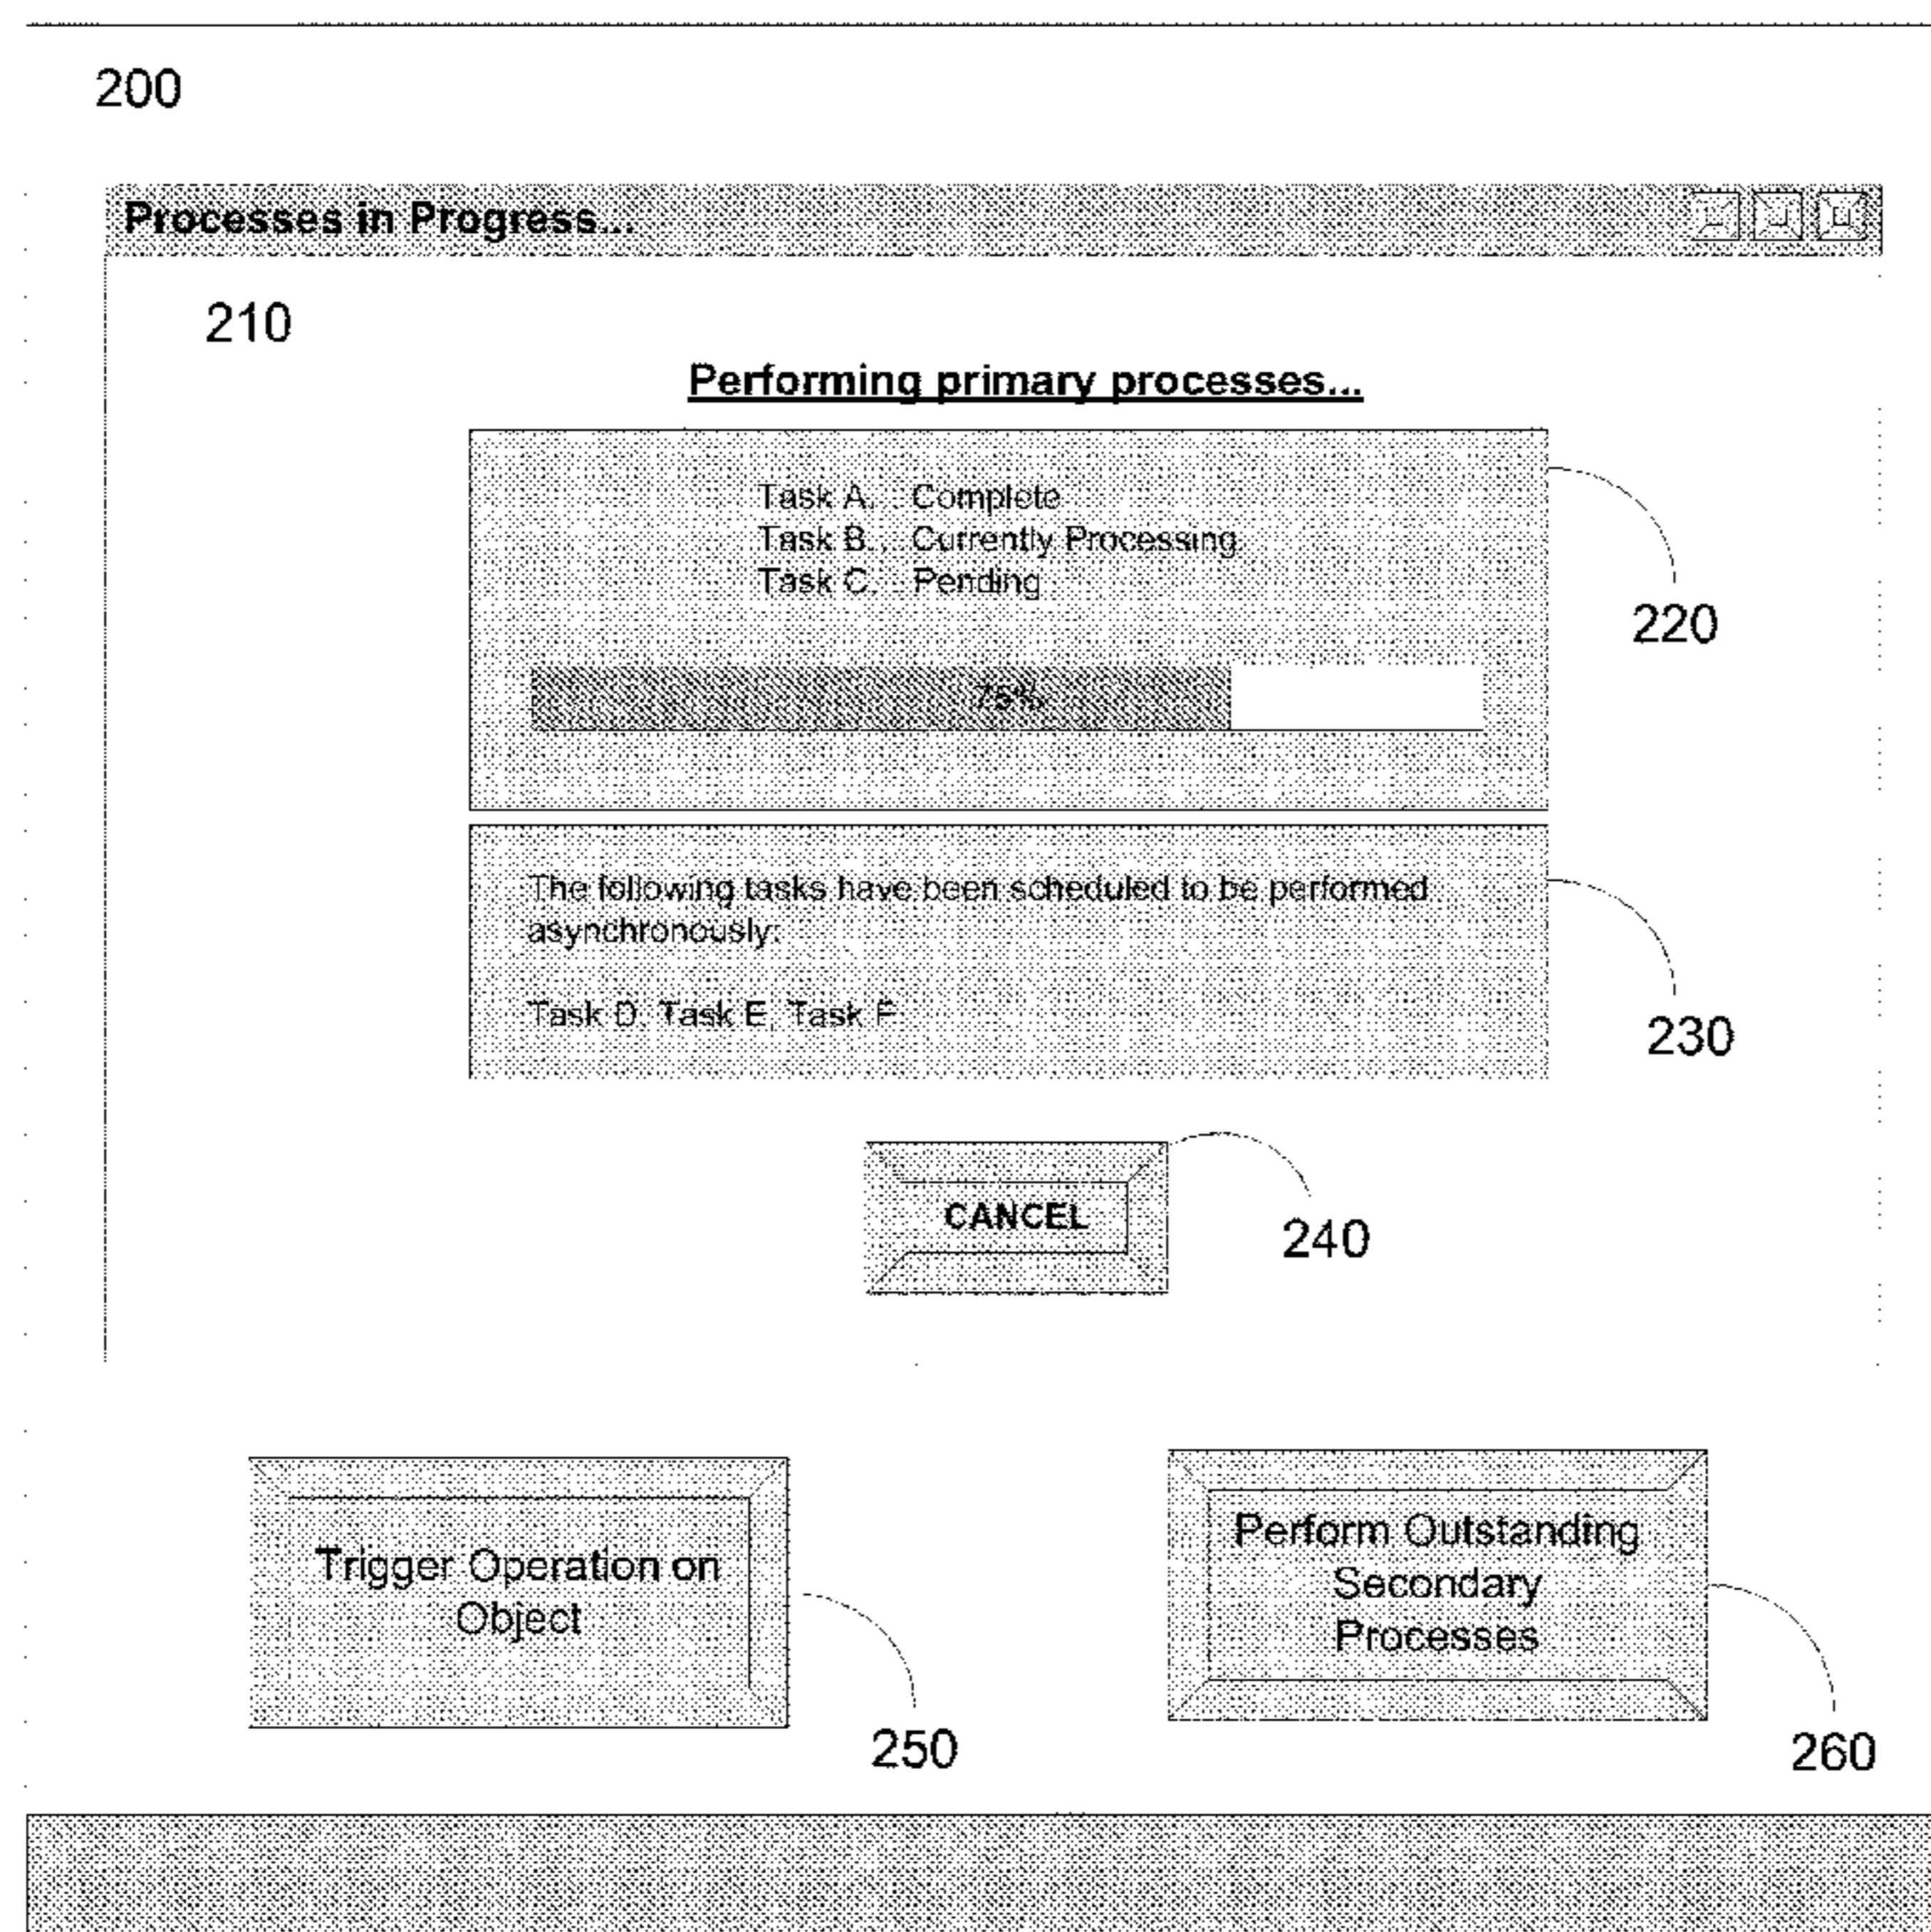 200
Processes in Progress...
210
Performing primary processes...
Task A... Complete
Task B... Currently Processing
Task C... Pending
220
75%
The following tasks have been scheduled to be performed
asynchronously:
Task D, Task E, Task F
230
CANCEL
240
Trigger Operation on
Object
250
Perform Outstanding
Secondary
Processes
260